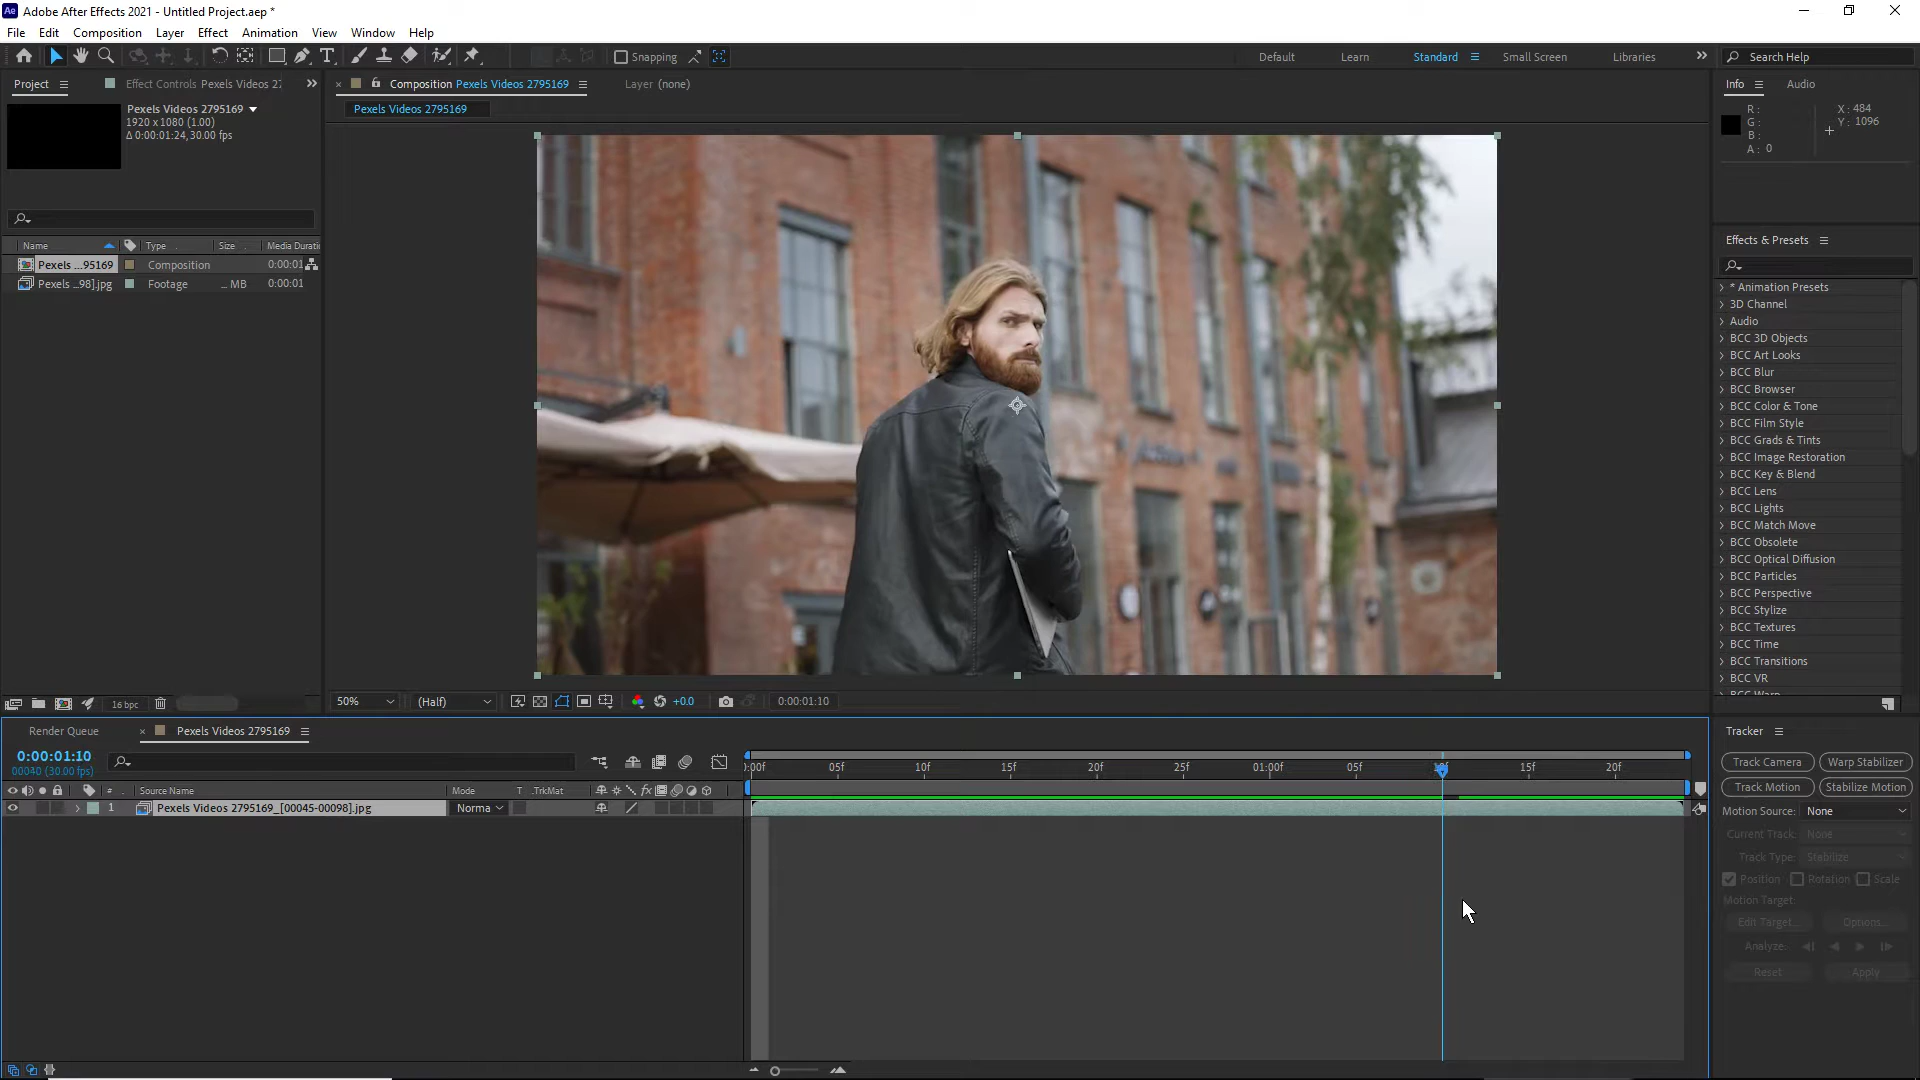 Ae Adobe After Effects 2021 - Untitled Project.aep *
File Edit Composition Layer Effect Animation View Window Help
Snapping Default Learn Standard Small Screen Libraries Search Help
Project Effect Controls Pexels Videos 27
Composition Pexels Videos 2795169 Layer (none)
Info Audio
Pexels Videos 2795169
1920 x 1080 (1.00)
Δ 0:00:01:24, 30.00 fps
Pexels Videos 2795169
R :
G :
B :
A : 0
X : 484
Y : 1096
Name Type Size Media Durati
Pexels ...95169 Composition 0:00:01
Pexels ...98].jpg Footage ... MB 0:00:01
Effects & Presets
* Animation Presets
3D Channel
Audio
BCC 3D Objects
BCC Art Looks
BCC Blur
BCC Browser
BCC Color & Tone
BCC Film Style
BCC Grads & Tints
BCC Image Restoration
BCC Key & Blend
BCC Lens
BCC Lights
BCC Match Move
BCC Obsolete
BCC Optical Diffusion
BCC Particles
BCC Perspective
BCC Stylize
BCC Textures
BCC Time
BCC Transitions
BCC VR
BCC Warp
16 bpc
50% (Half) +0.0 0:00:01:10
Render Queue Pexels Videos 2795169
0:00:01:10
00040 (30.00 fps)
:00f 05f 10f 15f 20f 25f 01:00f 05f 10f 15f 20f
# Source Name Mode T .TrkMat fx
1 Pexels Videos 2795169_[00045-00098].jpg Norma
Tracker
Track Camera Warp Stabilizer
Track Motion Stabilize Motion
Motion Source: None
Current Track: None
Track Type: Stabilize
Position Rotation Scale
Motion Target:
Edit Target... Options...
Analyze:
Reset Apply